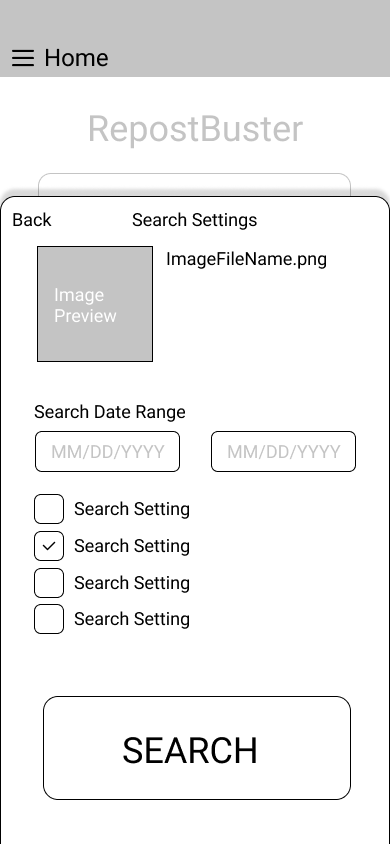 Home
RepostBuster
Back
Search Settings
Image
Preview
ImageFileName.png
Search Date Range
MM/DD/YYYY
MM/DD/YYYY
Search Setting
Search Setting
Search Setting
Search Setting
SEARCH